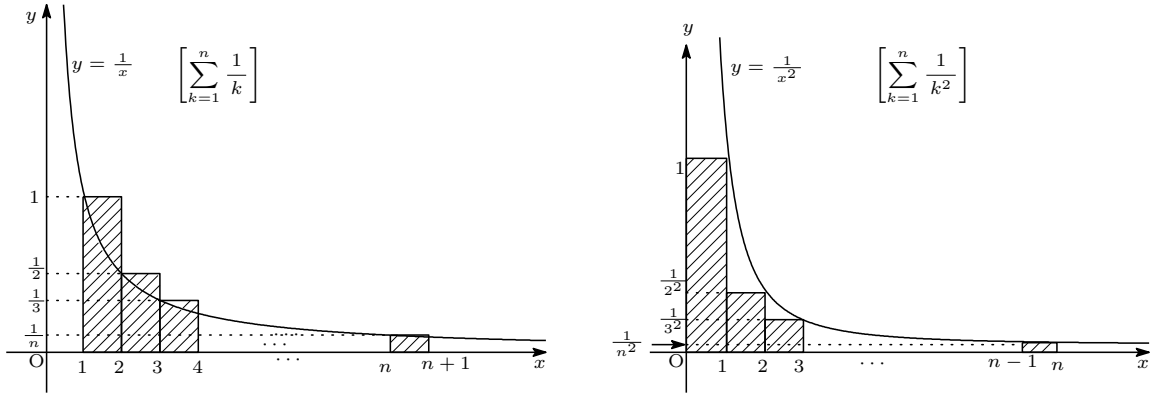 y
y = 1/x
[∑_{k=1}^{n} 1/k]
1
1/2
1/3
1/n
⋯
⋯
⋯
O 1 2 3 4 n n + 1 x
y
y = 1/x²
[∑_{k=1}^{n} 1/k²]
1
1/2²
1/3²
1/n²
O 1 2 3 ⋯ n − 1 n x